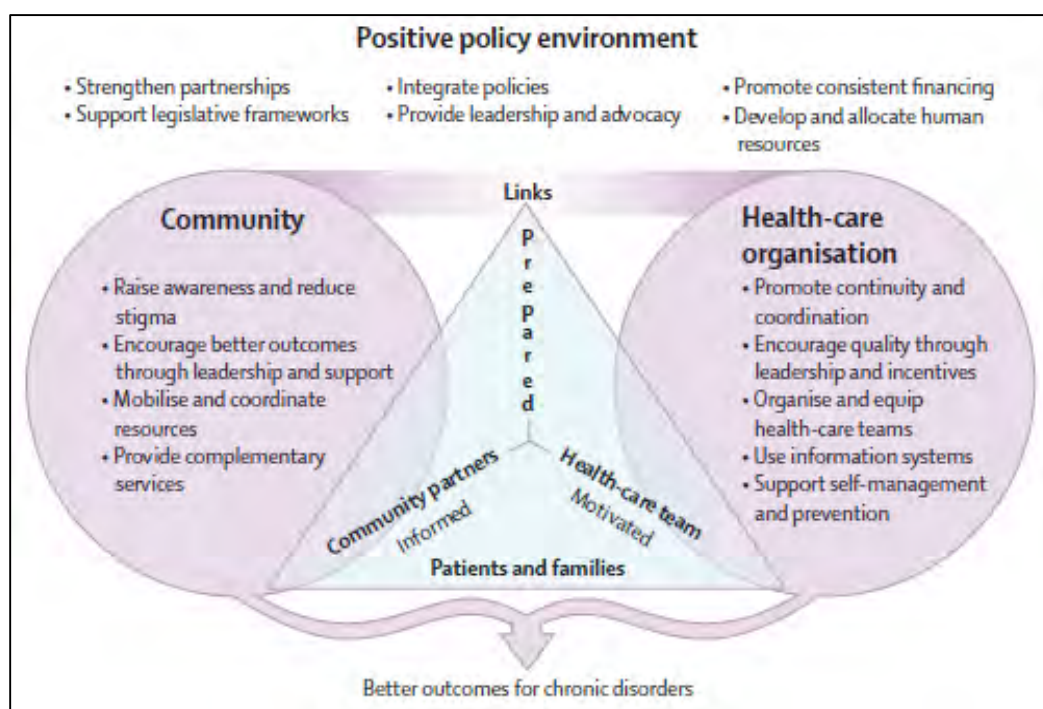 Positive policy environment
• Strengthen partnerships
• Support legislative frameworks
• Integrate policies
• Provide leadership and advocacy
• Promote consistent financing
• Develop and allocate human
resources
Links
Community
• Raise awareness and reduce
stigma
• Encourage better outcomes
through leadership and support
• Mobilise and coordinate
resources
• Provide complementary
services
Prepared
Community partners
Informed
Health-care team
Motivated
Patients and families
Health-care
organisation
• Promote continuity and
coordination
• Encourage quality through
leadership and incentives
• Organise and equip
health-care teams
• Use information systems
• Support self-management
and prevention
Better outcomes for chronic disorders